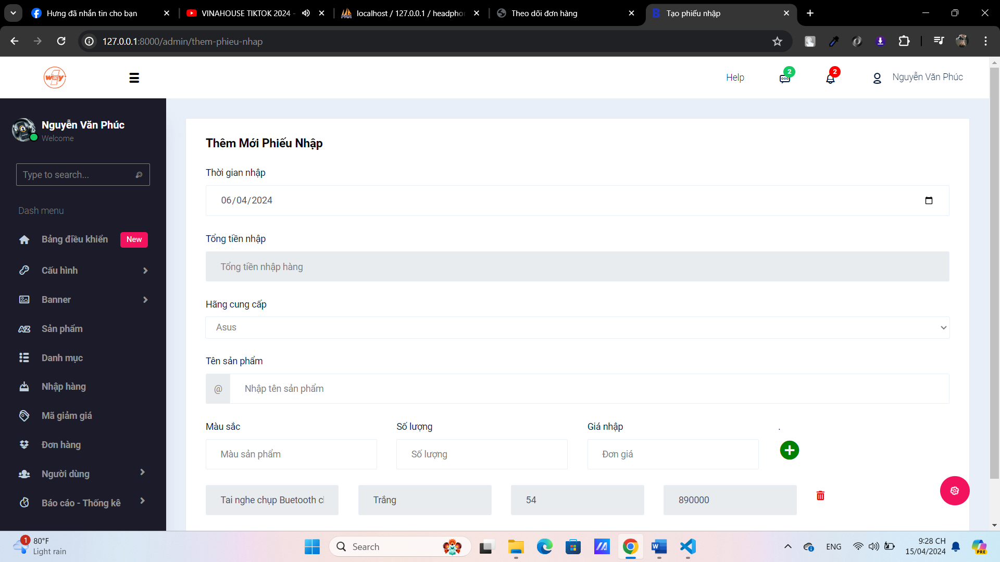 Hưng đã nhắn tin cho bạn
VINAHOUSE TIKTOK 2024 -
localhost / 127.0.0.1 / headpho
Theo dõi đơn hàng
Tạo phiếu nhập
127.0.0.1:8000/admin/them-phieu-nhap
way
Help
2
2
Nguyễn Văn Phúc
Nguyễn Văn Phúc
Welcome
Type to search...
Dash menu
Bảng điều khiển
New
Cấu hình
Banner
Sản phẩm
Danh mục
Nhập hàng
Mã giảm giá
Đơn hàng
Người dùng
Báo cáo - Thống kê
Thêm Mới Phiếu Nhập
Thời gian nhập
06/04/2024
Tổng tiền nhập
Tổng tiền nhập hàng
Hãng cung cấp
Asus
Tên sản phẩm
@ Nhập tên sản phẩm
Màu sắc Số lượng Giá nhập .
Màu sản phẩm Số lượng Đơn giá
Tai nghe chụp Buetooth cl Trắng 54 890000
1
80°F
Light rain
Search
ENG
9:28 CH
15/04/2024
PRE